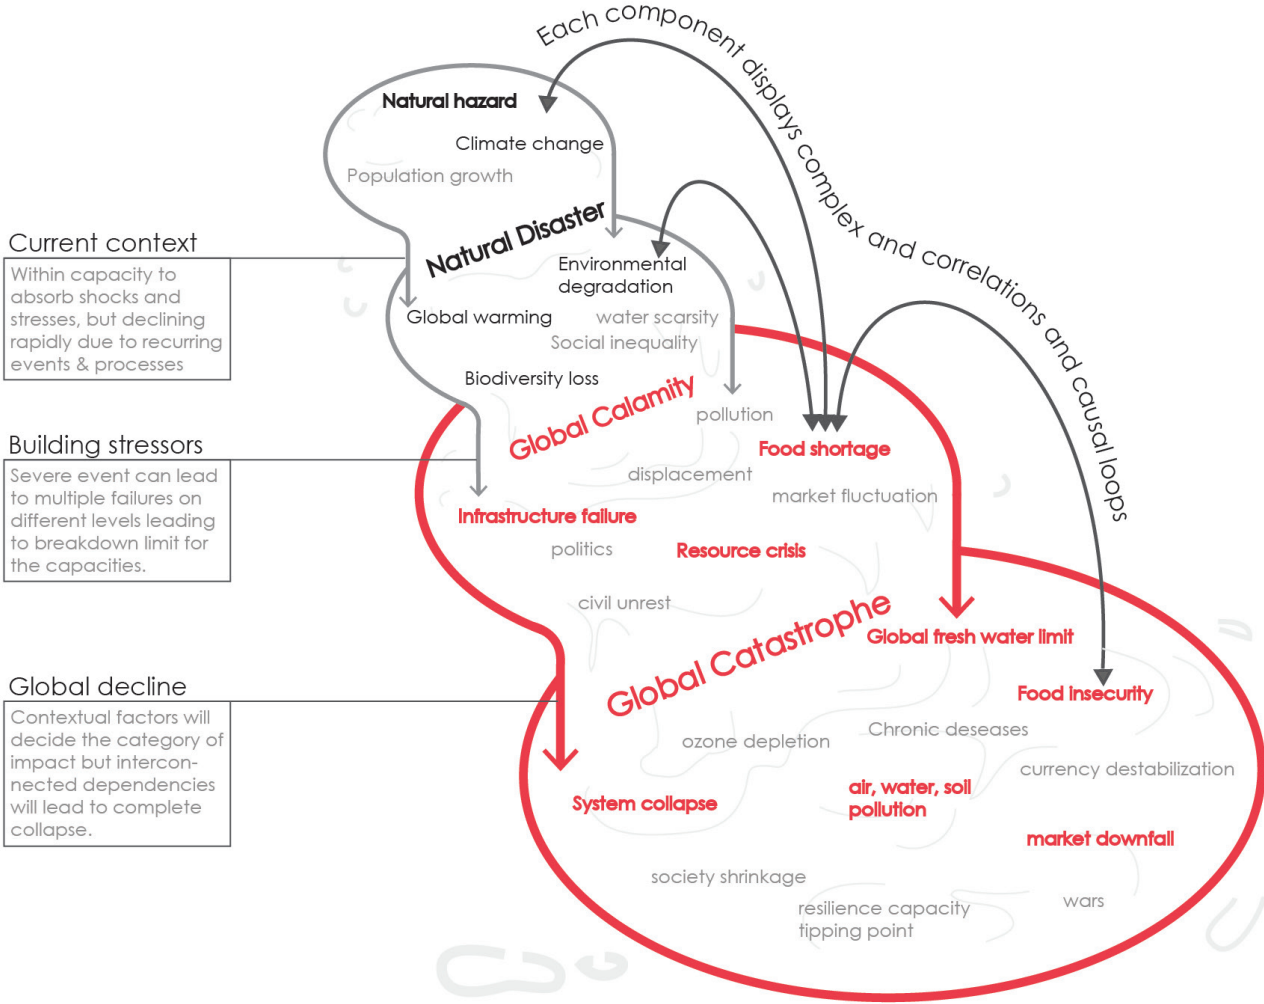 Each component displays complex and correlations and causal loops
Natural hazard
Climate change
Population growth
Natural Disaster
Current context
Within capacity to
absorb shocks and
stresses, but declining
rapidly due to recurring
events & processes
Environmental
degradation
Global warming
water scarsity
Social inequality
Biodiversity loss
Global Calamity
pollution
Building stressors
Severe event can lead
to multiple failures on
different levels leading
to breakdown limit for
the capacities.
Food shortage
displacement
market fluctuation
Infrastructure failure
politics
Resource crisis
civil unrest
Global Catastrophe
Global fresh water limit
Global decline
Contextual factors will
decide the category of
impact but intercon-
nected dependencies
will lead to complete
collapse.
Food insecurity
Chronic deseases
ozone depletion
currency destabilization
System collapse
air, water, soil
pollution
market downfall
society shrinkage
resilience capacity
tipping point
wars